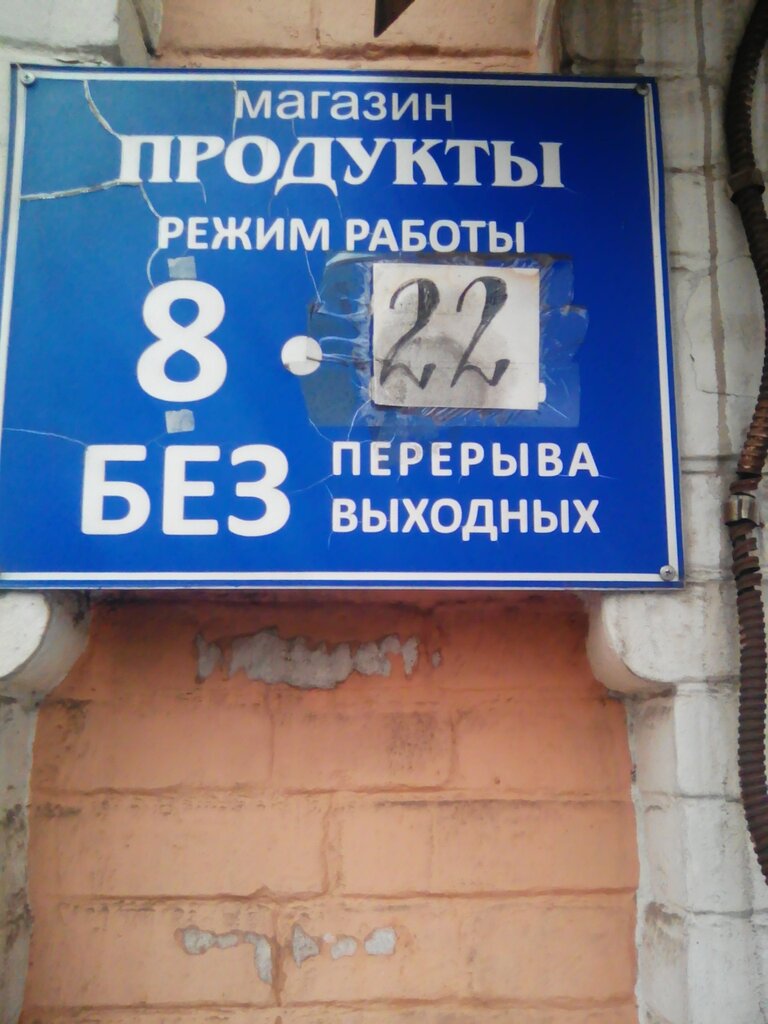 магазин
ПРОДУКТЫ
РЕЖИМ РАБОТЫ
8 • 22
БЕЗ ПЕРЕРЫВА
ВЫХОДНЫХ